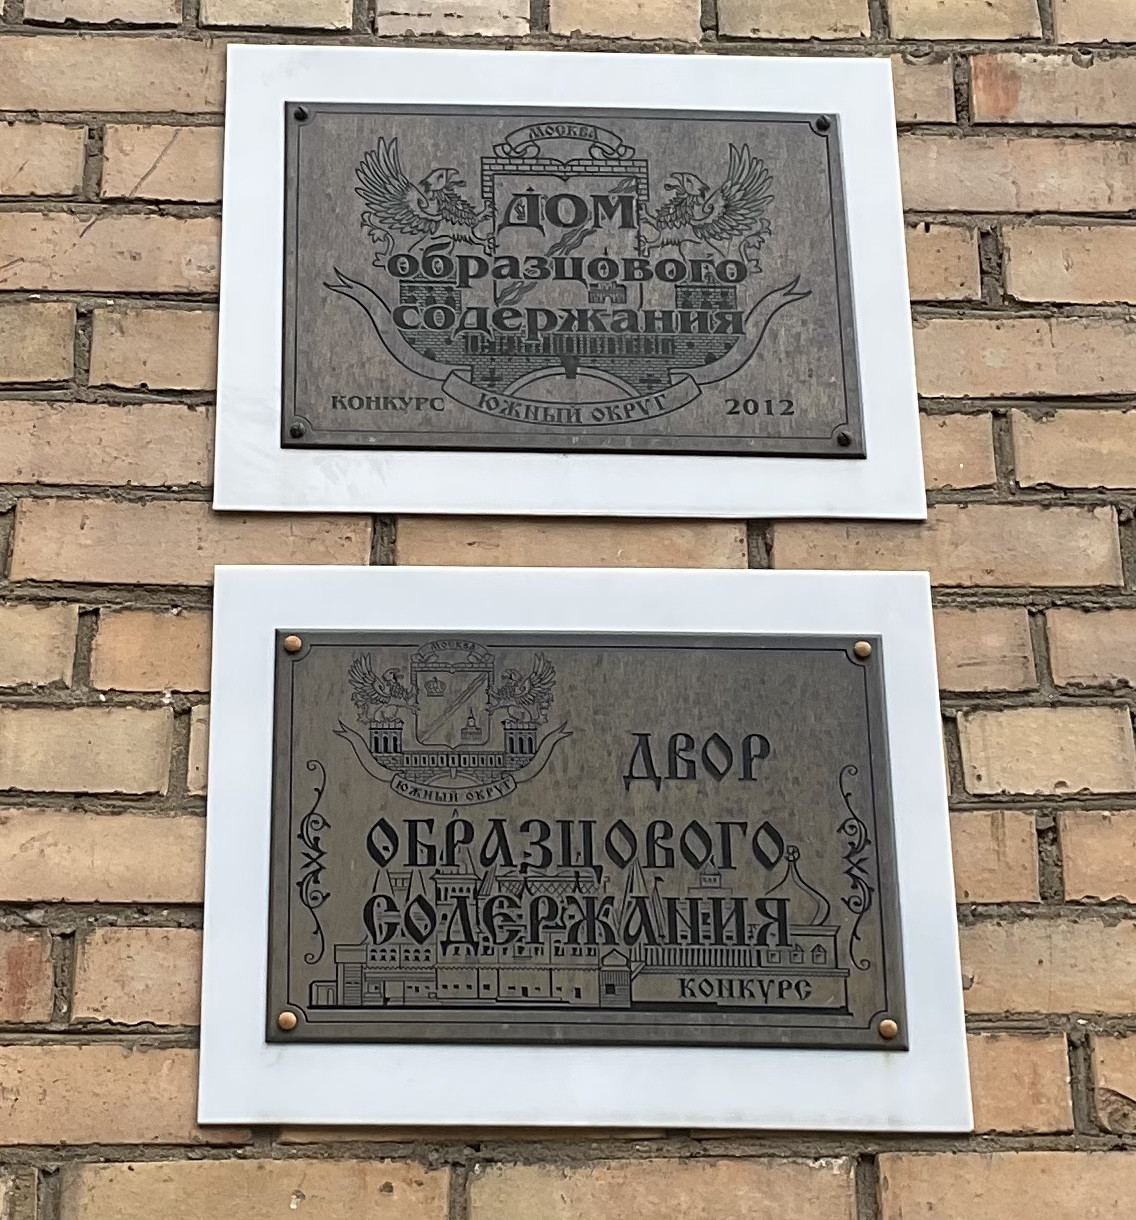 МОСКВА
ДОМ
образцового
содержания
КОНКУРС
ЮЖНЫЙ ОКРУГ
2012
МОСКВА
ЮЖНЫЙ ОКРУГ
ДВОР
ОБРАЗЦОВОГО
СОДЕРЖАНИЯ
КОНКУРС